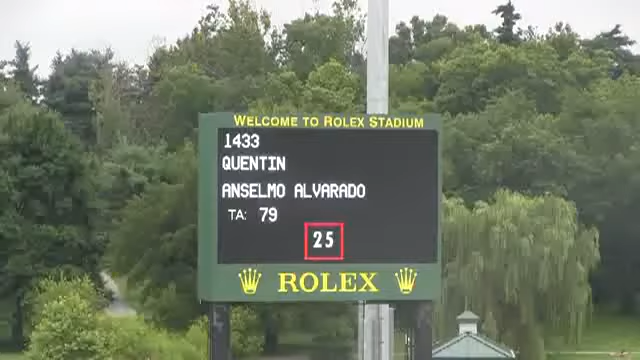 WELCOME TO ROLEX STADIUM
1433
QUENTIN
ANSELMO ALVARADO
TA: 79
25
ROLEX